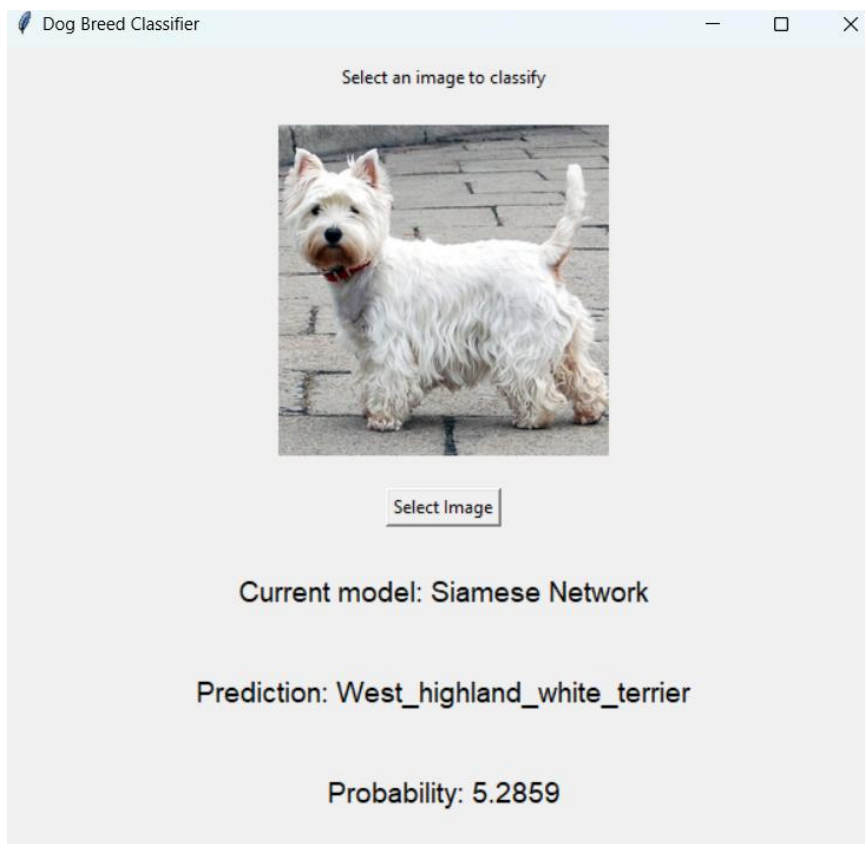 Dog Breed Classifier
Select an image to classify
Select Image
Current model: Siamese Network
Prediction: West_highland_white_terrier
Probability: 5.2859